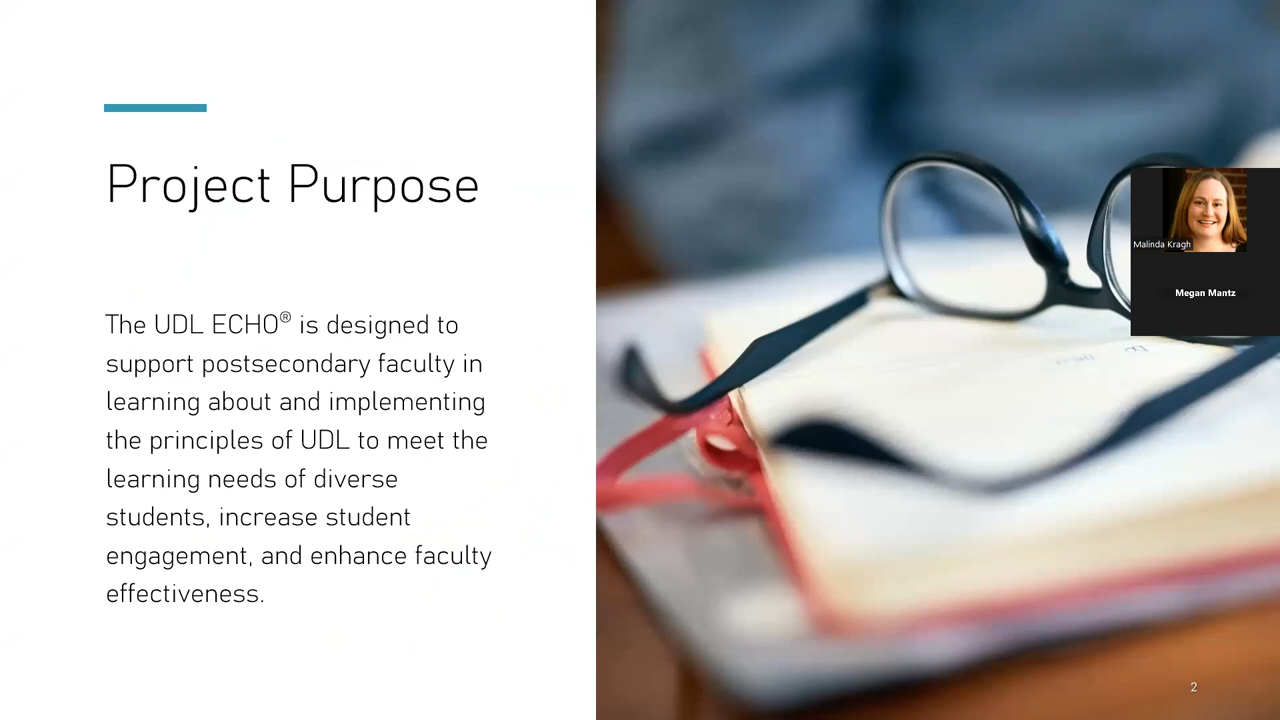 Project Purpose
The UDL ECHO® is designed to
support postsecondary faculty in
learning about and implementing
the principles of UDL to meet the
learning needs of diverse
students, increase student
engagement, and enhance faculty
effectiveness.
Malinda Kragh
Megan Mantz
2